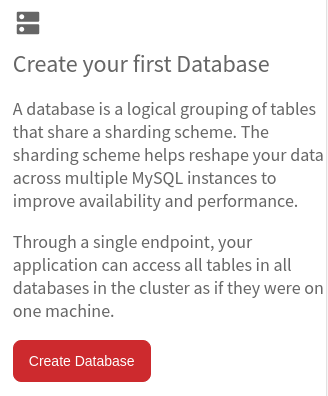 Create your first Database
A database is a logical grouping of tables
that share a sharding scheme. The
sharding scheme helps reshape your data
across multiple MySQL instances to
improve availability and performance.
Through a single endpoint, your
application can access all tables in all
databases in the cluster as if they were on
one machine.
Create Database